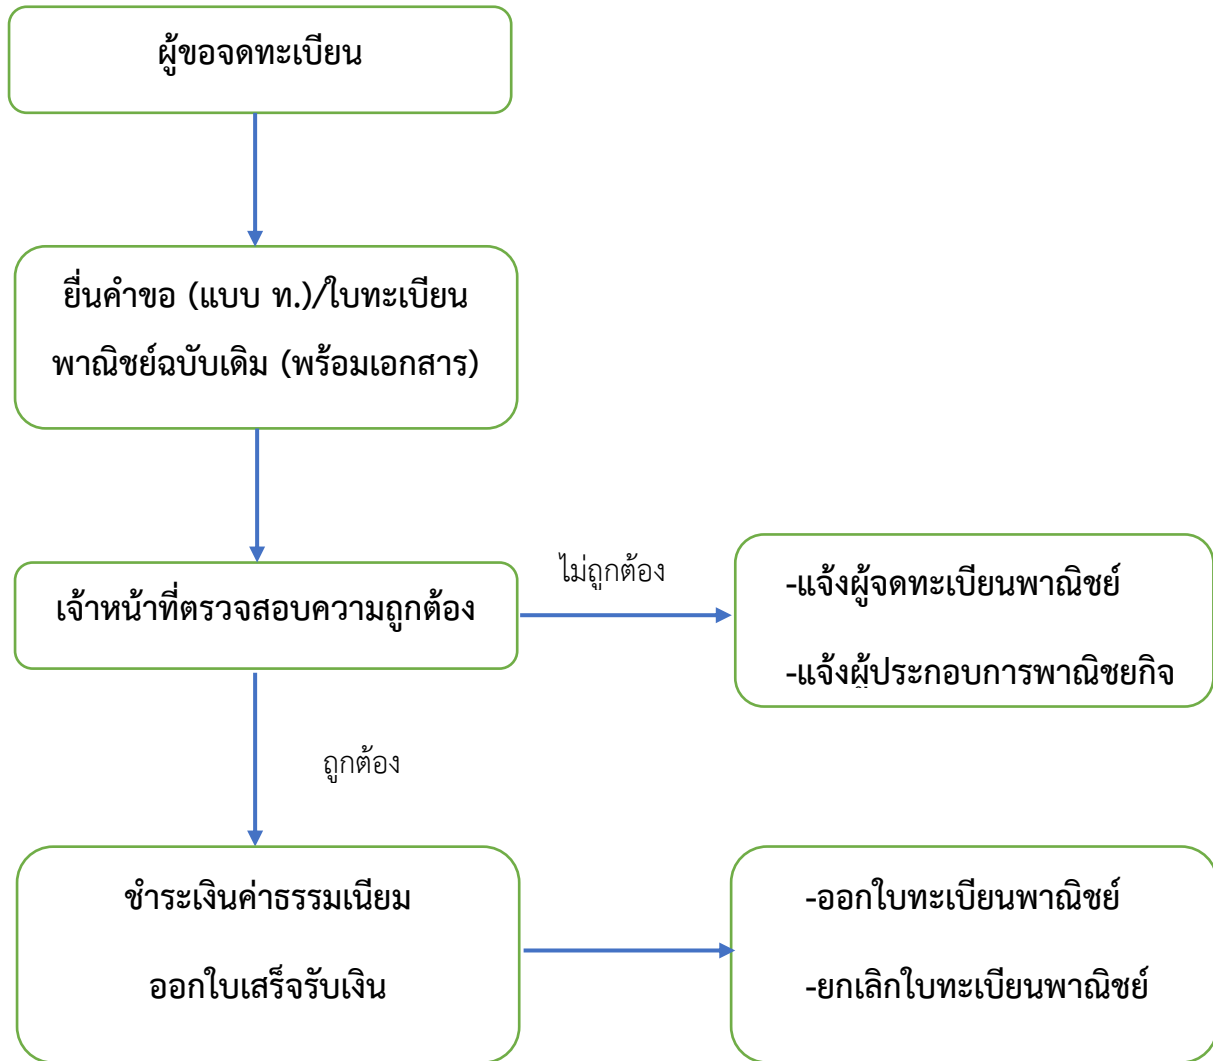 ผู้ขอจดทะเบียน
ยื่นคำขอ (แบบ ท.)/ใบทะเบียน
พาณิชย์ฉบับเดิม (พร้อมเอกสาร)
เจ้าหน้าที่ตรวจสอบความถูกต้อง
ไม่ถูกต้อง
-แจ้งผู้จดทะเบียนพาณิชย์
-แจ้งผู้ประกอบการพาณิชยกิจ
ถูกต้อง
ชำระเงินค่าธรรมเนียม
ออกใบเสร็จรับเงิน
-ออกใบทะเบียนพาณิชย์
-ยกเลิกใบทะเบียนพาณิชย์